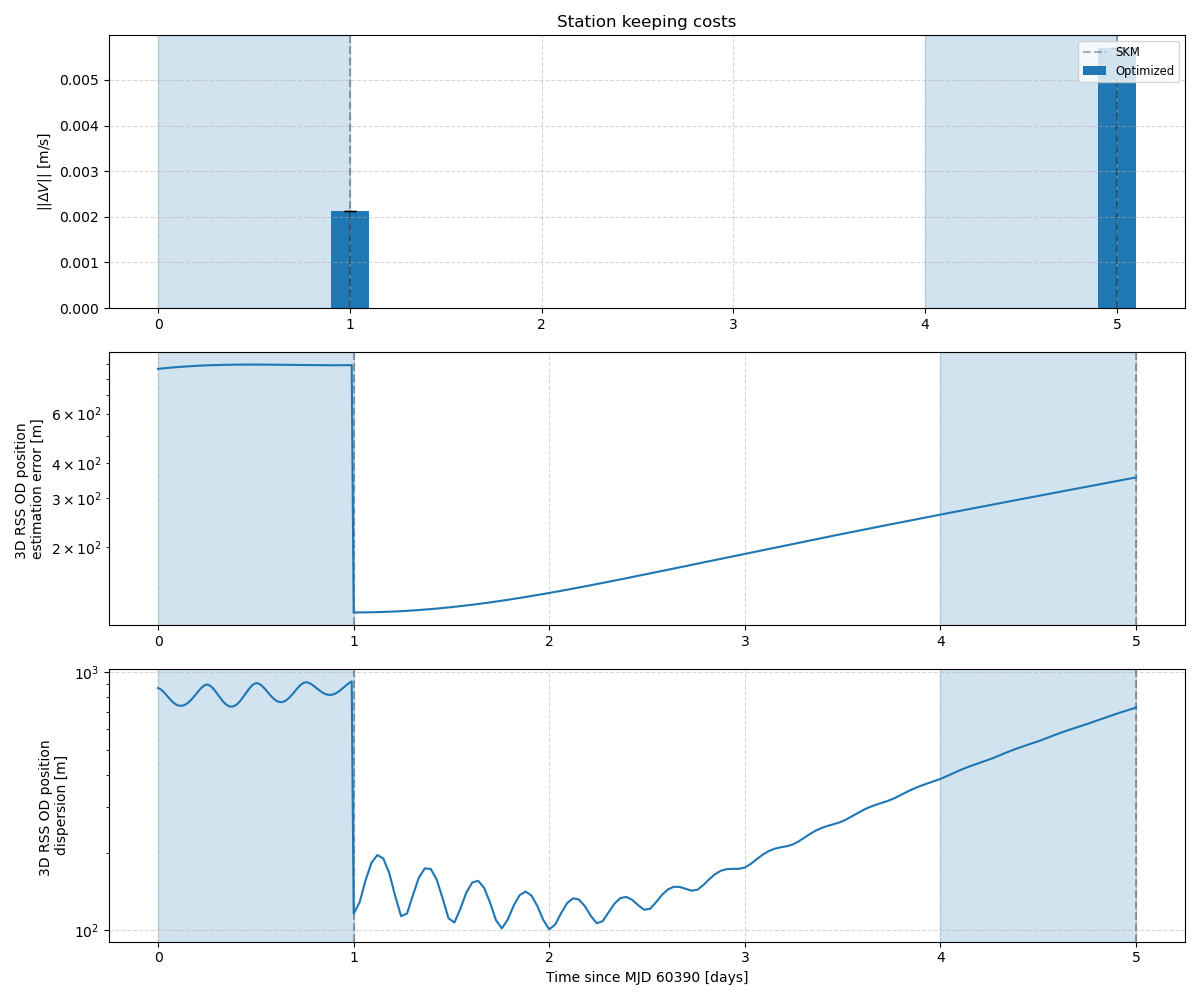 Station keeping costs
||ΔV|| [m/s]
0.005
0.004
0.003
0.002
0.001
0.000
SKM
Optimized
0 1 2 3 4 5
3D RSS OD position
estimation error [m]
6 × 10²
4 × 10²
3 × 10²
2 × 10²
0 1 2 3 4 5
3D RSS OD position
dispersion [m]
10³
10²
0 1 2 3 4 5
Time since MJD 60390 [days]